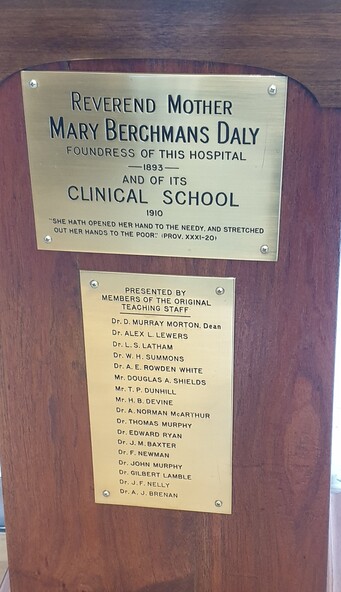 REVEREND MOTHER
MARY BERCHMANS DALY
FOUNDRESS OF THIS HOSPITAL
—1893—
AND OF ITS
CLINICAL SCHOOL
1910
"SHE HATH OPENED HER HAND TO THE NEEDY, AND STRETCHED
OUT HER HANDS TO THE POOR." (PROV. XXXI-20)
PRESENTED BY
MEMBERS OF THE ORIGINAL
TEACHING STAFF
Dr. D. MURRAY MORTON, Dean
Dr. ALEX L. LEWERS
Dr. L. S. LATHAM
Dr. W. H. SUMMONS
Dr. A. E. ROWDEN WHITE
Mr. DOUGLAS A. SHIELDS
Mr. T. P. DUNHILL
Mr. H. B. DEVINE
Dr. A. NORMAN McARTHUR
Dr. THOMAS MURPHY
Dr. EDWARD RYAN
Dr. J. M. BAXTER
Dr. F. NEWMAN
Dr. JOHN MURPHY
Dr. GILBERT LAMBLE
Dr. J. F. NELLY
Dr. A. J. BRENAN